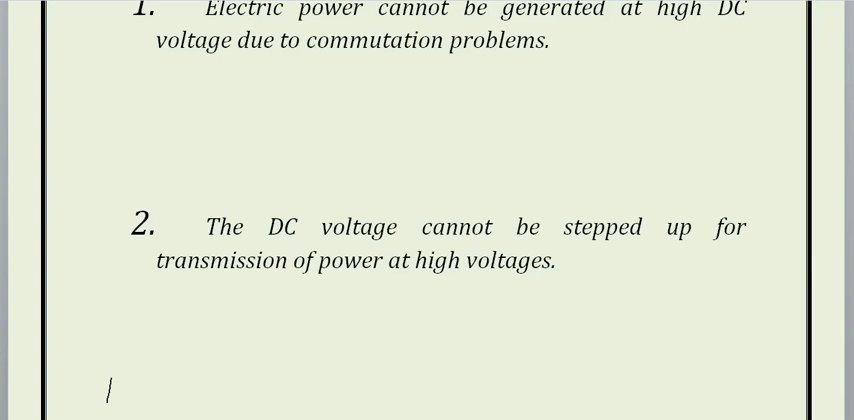 1. Electric power cannot be generated at high DC
voltage due to commutation problems.
2. The DC voltage cannot be stepped up for
transmission of power at high voltages.